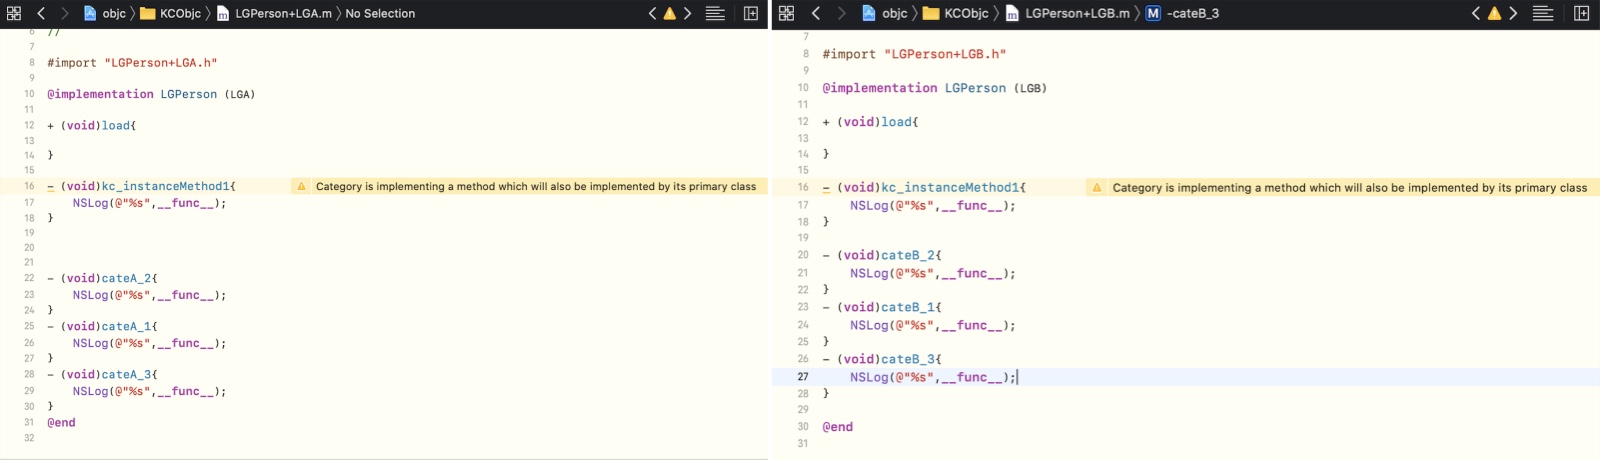 objc 〉 KCObjc 〉 LGPerson+LGA.m 〉 No Selection
6 //
7
8 #import "LGPerson+LGA.h"
9
10 @implementation LGPerson (LGA)
11
12 + (void)load{
13
14 }
15
16 - (void)kc_instanceMethod1{ Category is implementing a method which will also be implemented by its primary class
17 NSLog(@"%s",__func__);
18 }
19
20
21
22 - (void)cateA_2{
23 NSLog(@"%s",__func__);
24 }
25 - (void)cateA_1{
26 NSLog(@"%s",__func__);
27 }
28 - (void)cateA_3{
29 NSLog(@"%s",__func__);
30 }
31 @end
32
objc 〉 KCObjc 〉 LGPerson+LGB.m 〉 M -cateB_3
7
8 #import "LGPerson+LGB.h"
9
10 @implementation LGPerson (LGB)
11
12 + (void)load{
13
14 }
15
16 - (void)kc_instanceMethod1{ Category is implementing a method which will also be implemented by its primary class
17 NSLog(@"%s",__func__);
18 }
19
20 - (void)cateB_2{
21 NSLog(@"%s",__func__);
22 }
23 - (void)cateB_1{
24 NSLog(@"%s",__func__);
25 }
26 - (void)cateB_3{
27 NSLog(@"%s",__func__);
28 }
29
30 @end
31